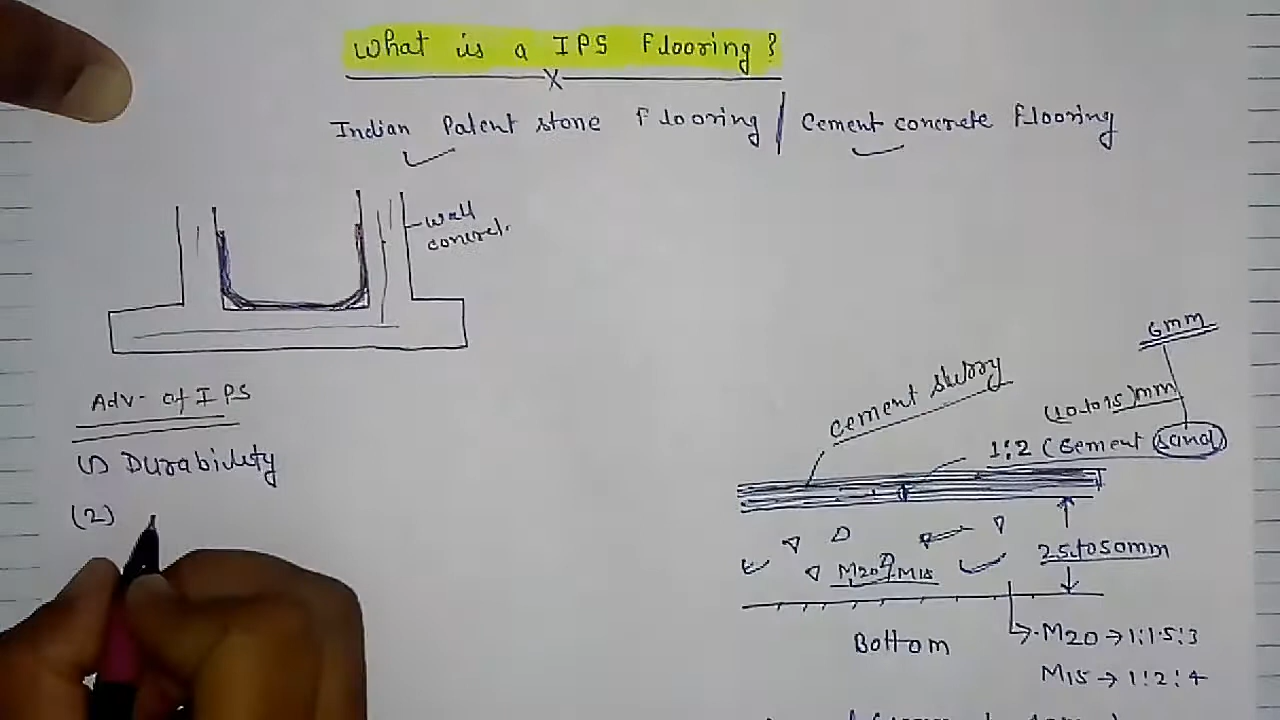 What is a IPS Flooring?
Indian Patent stone Flooring / Cement concrete Flooring
wall
Adv- of IPS
(1) Durability
(2)
6mm
cement slurry
(10 to 15)mm
1:2 (Cement sand)
25 to 50mm
M20 M15
Bottom
M20 → 1:1.5:3
M15 → 1:2:4